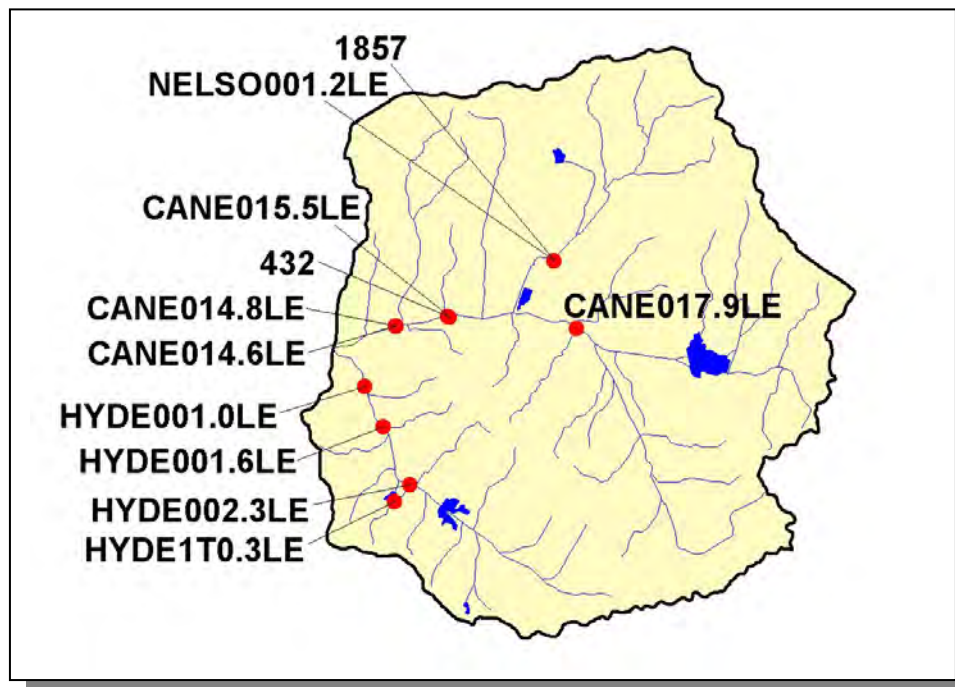 1857
NELSO001.2LE
CANE015.5LE
432
CANE014.8LE
CANE017.9LE
CANE014.6LE
HYDE001.0LE
HYDE001.6LE
HYDE002.3LE
HYDE1T0.3LE